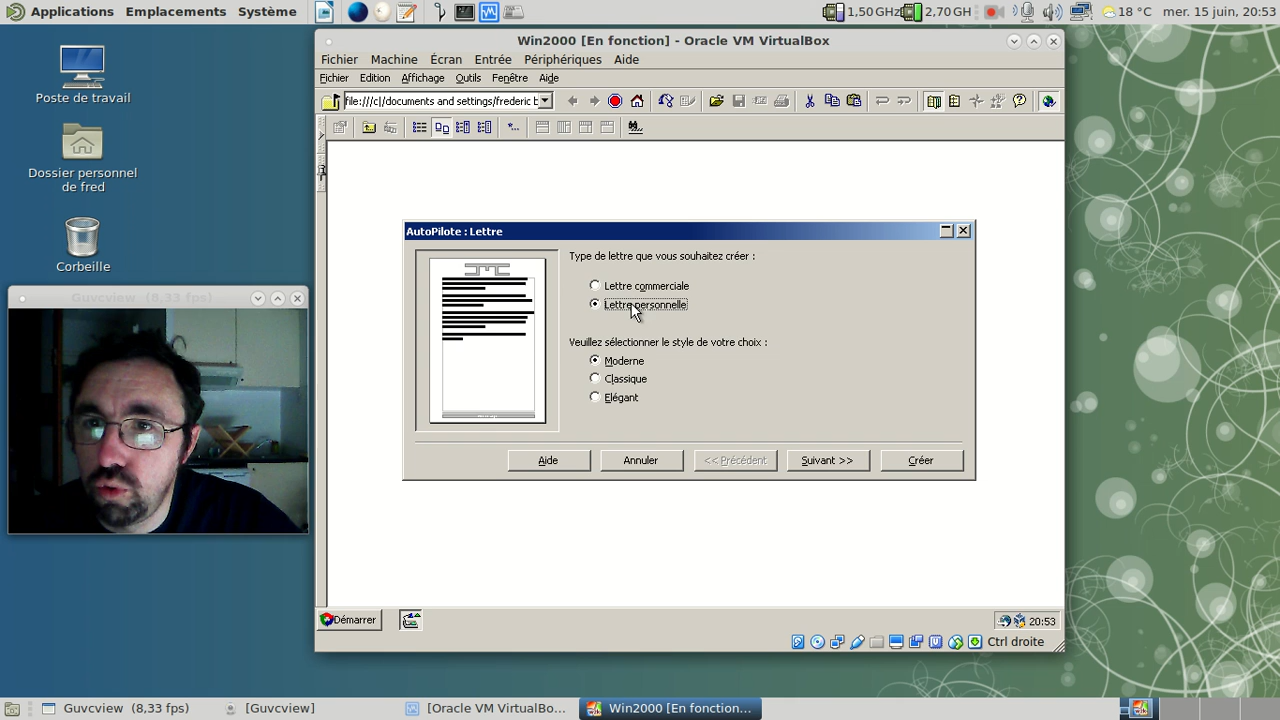 Applications Emplacements Système 1,50 GHz 2,70 GH 18 °C mer. 15 juin, 20:53
Poste de travail
Dossier personnel
de fred
Corbeille
Guvcview (8,33 fps)
Win2000 [En fonction] - Oracle VM VirtualBox
Fichier Machine Écran Entrée Périphériques Aide
Fichier Edition Affichage Outils Fenêtre Aide
file:///c|/documents and settings/frederic b
AutoPilote : Lettre
Type de lettre que vous souhaitez créer :
Lettre commerciale
Lettre personnelle
Veuillez sélectionner le style de votre choix :
Moderne
Classique
Elégant
Aide Annuler << Précédent Suivant >> Créer
Démarrer 20:53
Ctrl droite
Guvcview (8,33 fps) [Guvcview] [Oracle VM VirtualBo... Win2000 [En fonction]...